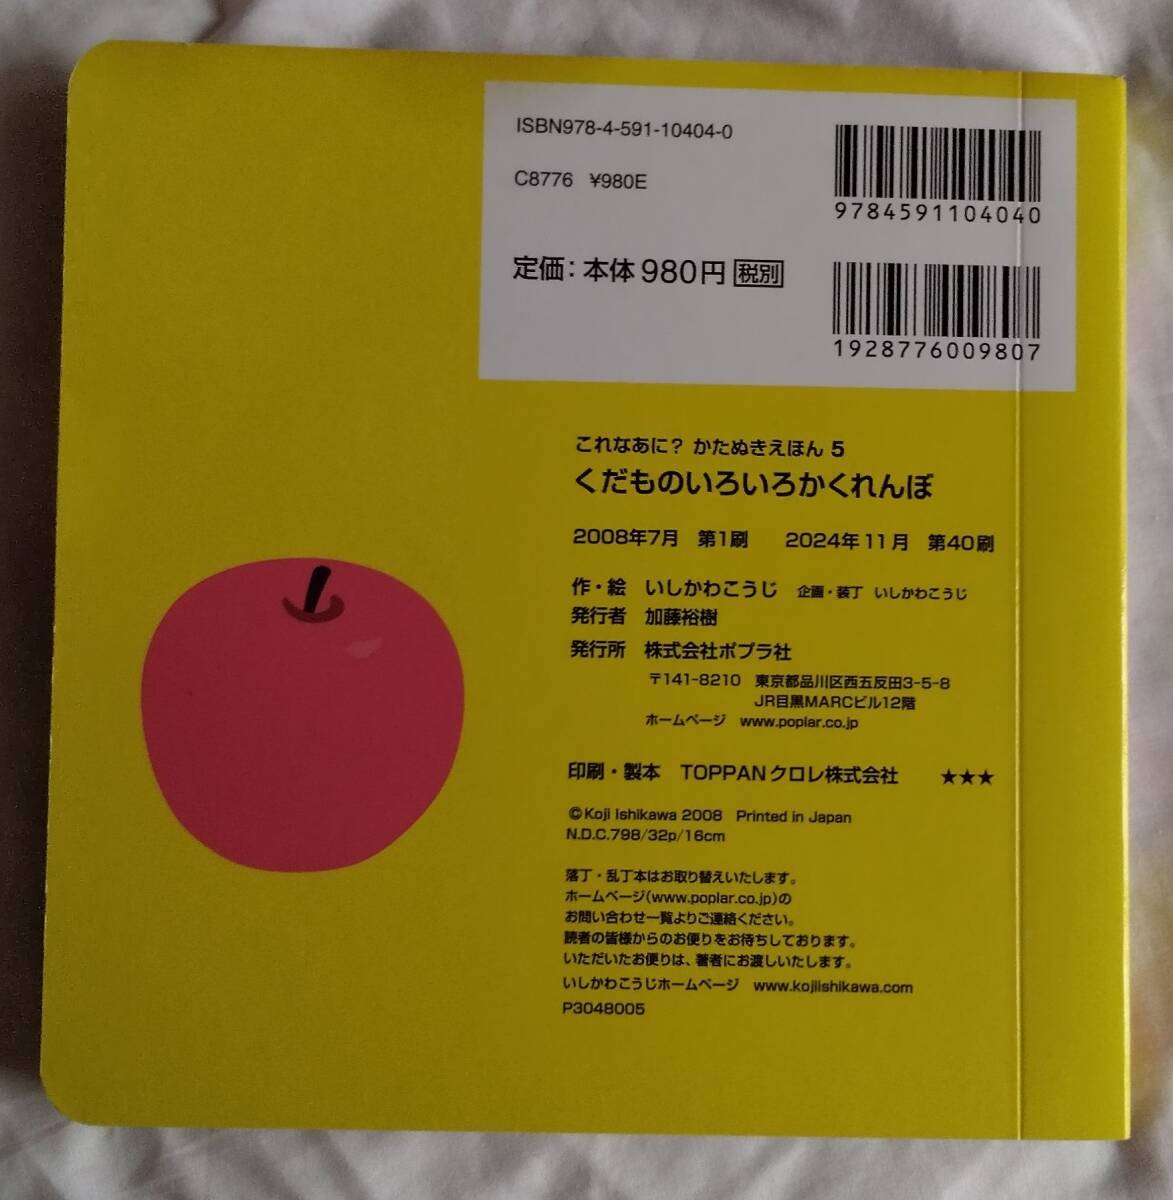 ISBN978-4-591-10404-0
C8776 ¥980E
9784591104040
定価：本体980円 税別
1928776009807
これなあに？ かたぬきえほん 5
くだものいろいろかくれんぼ
2008年7月 第1刷 2024年11月 第40刷
作・絵 いしかわこうじ 企画・装丁 いしかわこうじ
発行者 加藤裕樹
発行所 株式会社ポプラ社
〒141-8210 東京都品川区西五反田3-5-8
JR目黒MARCビル12階
ホームページ www.poplar.co.jp
印刷・製本 TOPPANクロレ株式会社 ★★★
©Koji Ishikawa 2008 Printed in Japan
N.D.C.798/32p/16cm
落丁・乱丁本はお取り替えいたします。
ホームページ(www.poplar.co.jp)の
お問い合わせ一覧よりご連絡ください。
読者の皆様からのお便りをお待ちしております。
いただいたお便りは、著者にお渡しいたします。
いしかわこうじホームページ www.kojiishikawa.com
P3048005